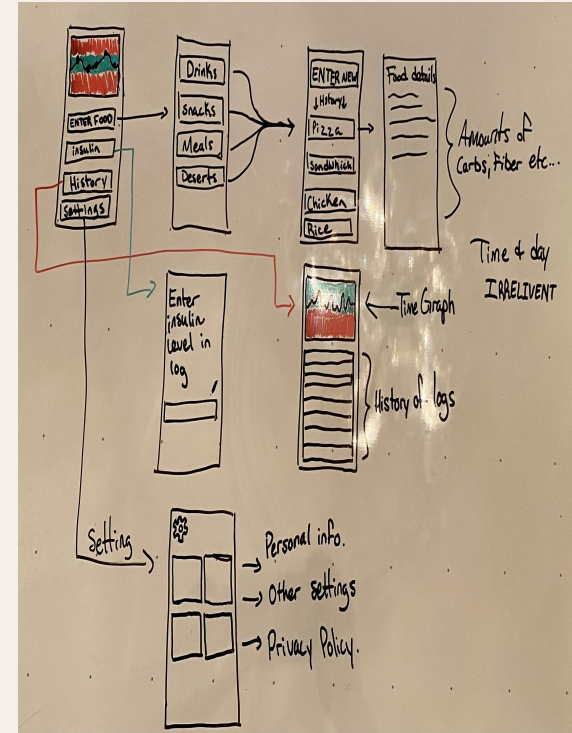 ENTER FOOD
insulin
History
Settings
Drinks
Snacks
Meals
Deserts
ENTER NEW
↓History↓
Pizza
Sandwhich
Chicken
Rice
Food details
Amounts of
Carbs, Fiber etc...
Time & day
IRRELIVENT
Enter
insulin
Level in
log
Time Graph
History of logs
Setting
Personal info.
Other settings
Privacy Policy.